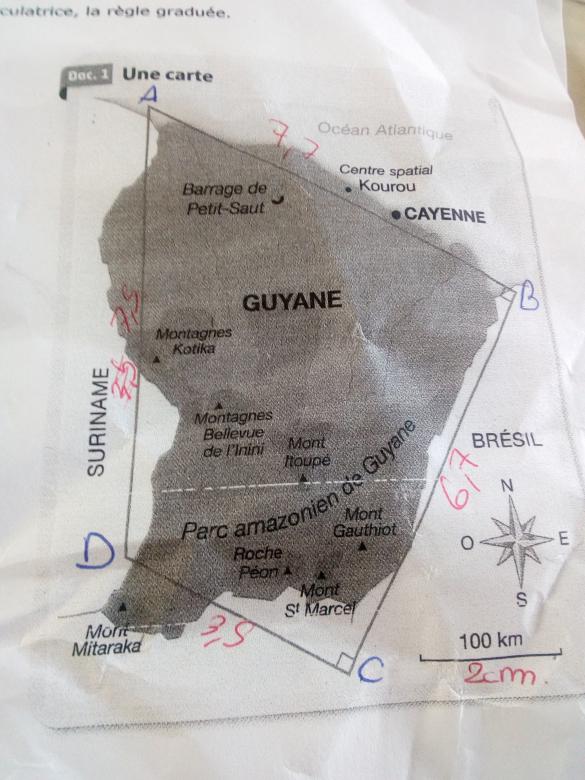 culatrice, la règle graduée.
Doc. 1 Une carte
A
7,7
Océan Atlantique
Centre spatial
Kourou
Barrage de
Petit-Saut
CAYENNE
B
GUYANE
7,5
Montagnes
Kotika
SURINAME
Montagnes
Bellevue
de l'Inini
Mont
Itoupé
BRÉSIL
6,7
Parc amazonien de Guyane
N
O
E
S
Mont
Gauthiot
D
Roche
Péon
Mont
St Marcel
3,5
Mont
Mitaraka
C
100 km
2cm.